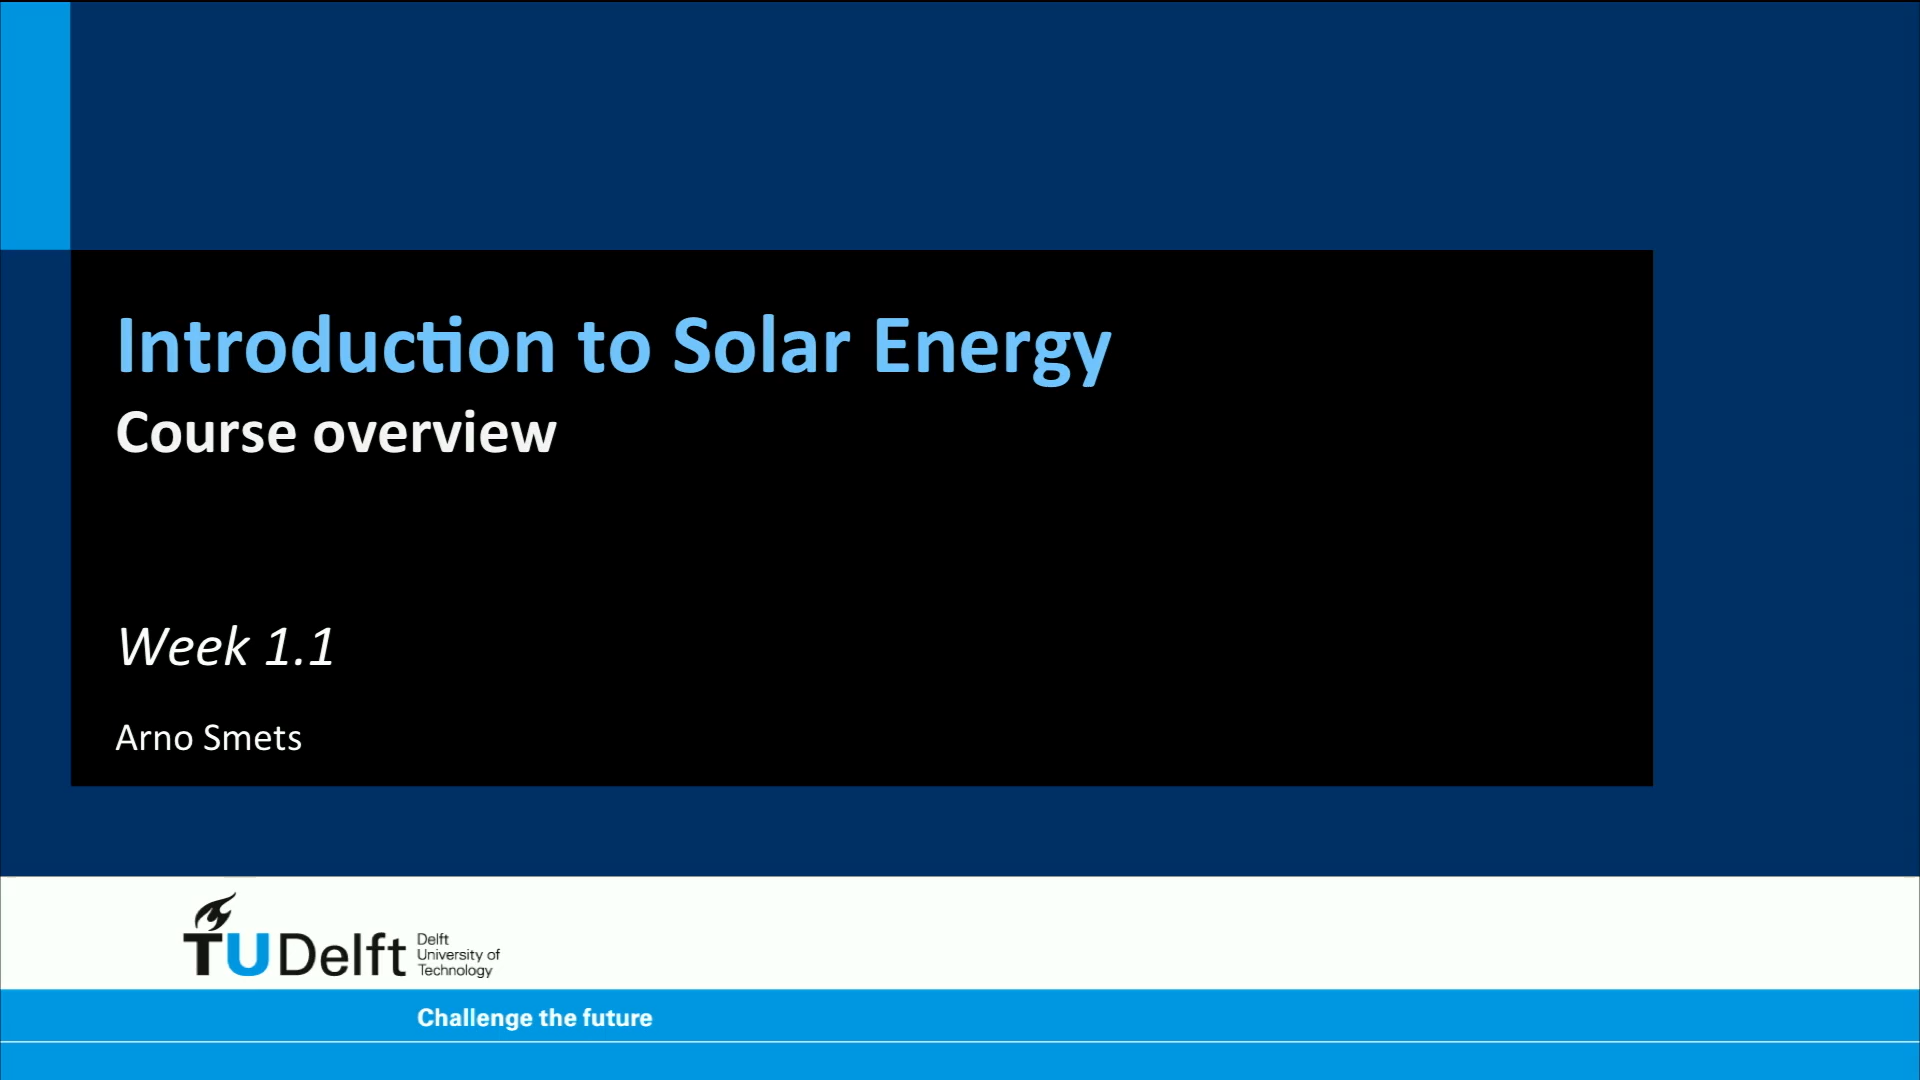 Introduction to Solar Energy
Course overview
Week 1.1
Arno Smets
TUDelft
Delft
University of
Technology
Challenge the future